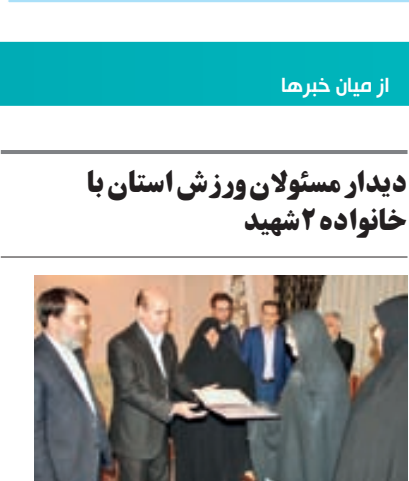 از میان خبرها
دیدار مسئولان ورزش استان با
خانواده ۲ شهید